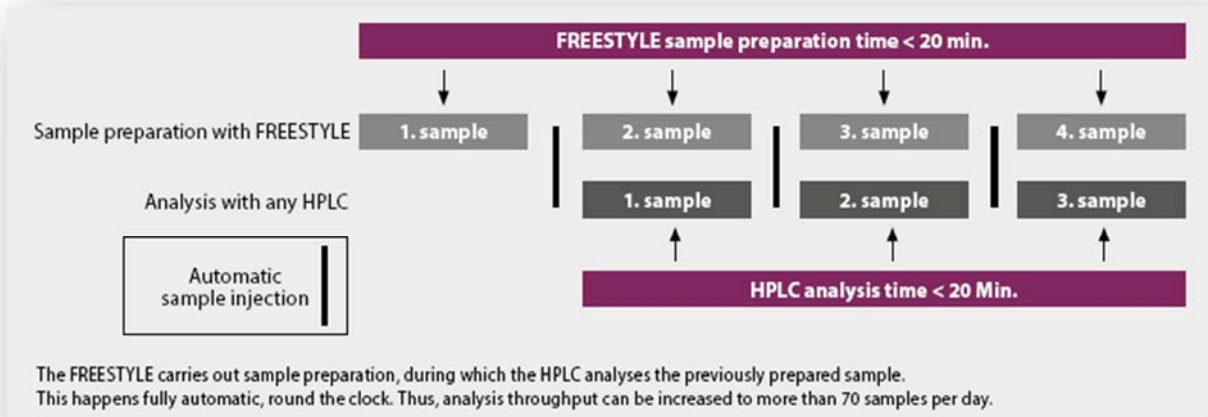 FREESTYLE sample preparation time < 20 min.
Sample preparation with FREESTYLE
1. sample
2. sample
3. sample
4. sample
Analysis with any HPLC
1. sample
2. sample
3. sample
Automatic
sample injection
HPLC analysis time < 20 Min.
The FREESTYLE carries out sample preparation, during which the HPLC analyses the previously prepared sample.
This happens fully automatic, round the clock. Thus, analysis throughput can be increased to more than 70 samples per day.